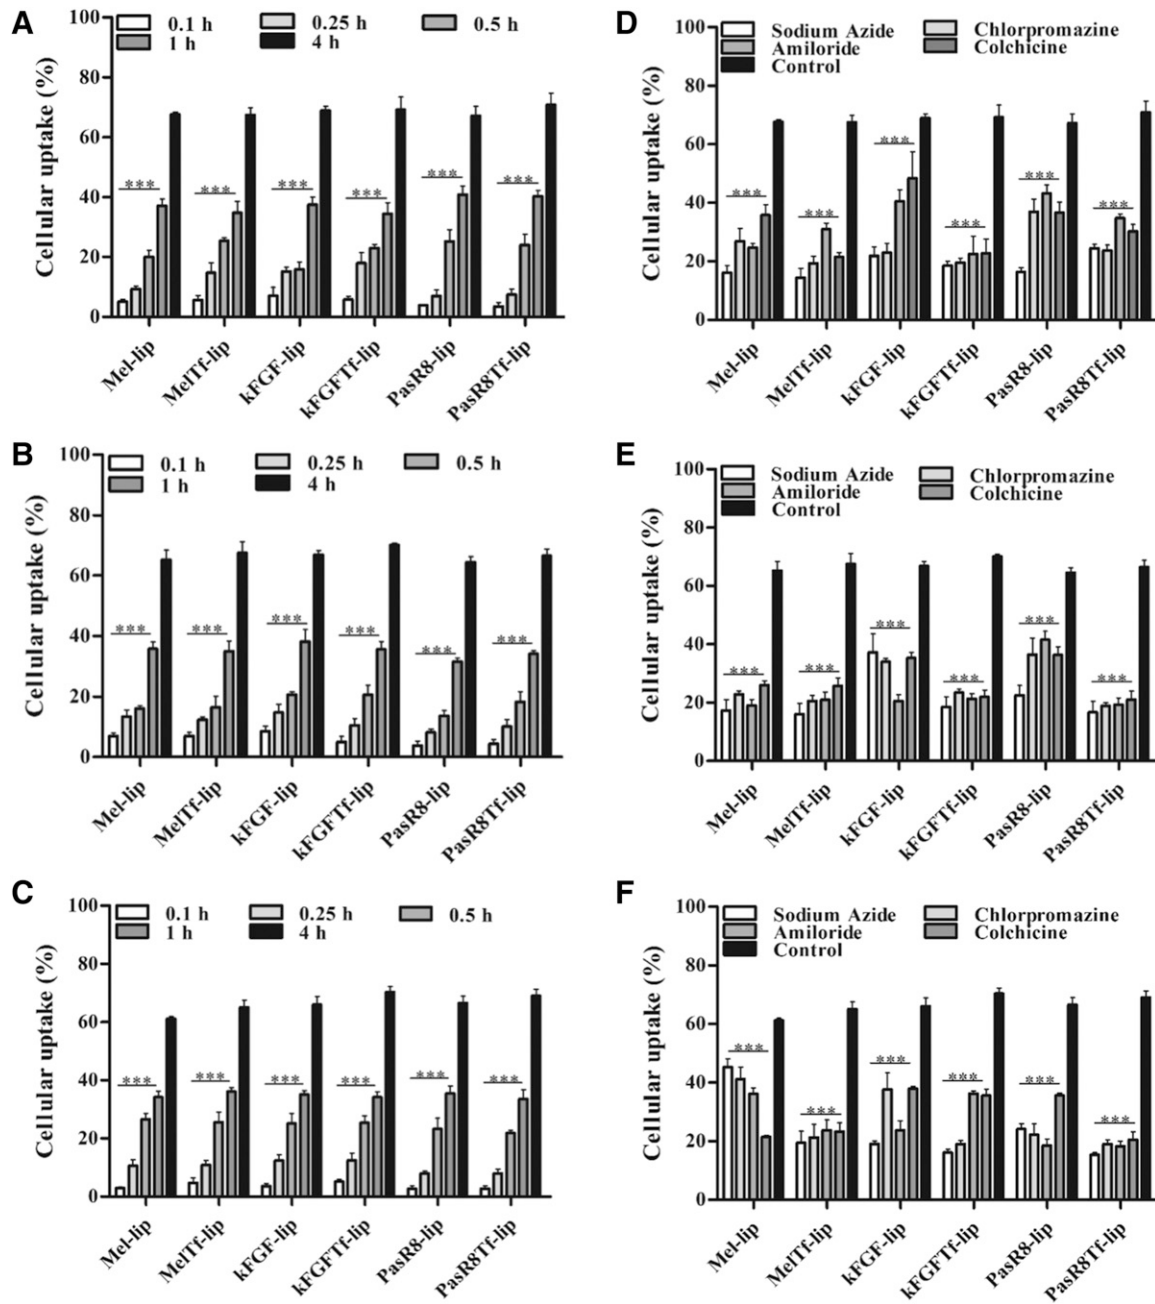 A
Cellular uptake (%)
100
80
60
40
20
0
0.1 h 0.25 h 0.5 h
1 h 4 h
*** *** *** *** *** ***
Mel-lip MelTf-lip kFGF-lip kFGFTf-lip PasR8-lip PasR8Tf-lip
D
Cellular uptake (%)
100
80
60
40
20
0
Sodium Azide Chlorpromazine
Amiloride Colchicine
Control
*** *** *** *** *** ***
Mel-lip MelTf-lip kFGF-lip kFGFTf-lip PasR8-lip PasR8Tf-lip
B
Cellular uptake (%)
100
80
60
40
20
0
0.1 h 0.25 h 0.5 h
1 h 4 h
*** *** *** *** *** ***
Mel-lip MelTf-lip kFGF-lip kFGFTf-lip PasR8-lip PasR8Tf-lip
E
Cellular uptake (%)
100
80
60
40
20
0
Sodium Azide Chlorpromazine
Amiloride Colchicine
Control
*** *** *** *** *** ***
Mel-lip MelTf-lip kFGF-lip kFGFTf-lip PasR8-lip PasR8Tf-lip
C
Cellular uptake (%)
100
80
60
40
20
0
0.1 h 0.25 h 0.5 h
1 h 4 h
*** *** *** *** *** ***
Mel-lip MelTf-lip kFGF-lip kFGFTf-lip PasR8-lip PasR8Tf-lip
F
Cellular uptake (%)
100
80
60
40
20
0
Sodium Azide Chlorpromazine
Amiloride Colchicine
Control
*** *** *** *** *** ***
Mel-lip MelTf-lip kFGF-lip kFGFTf-lip PasR8-lip PasR8Tf-lip